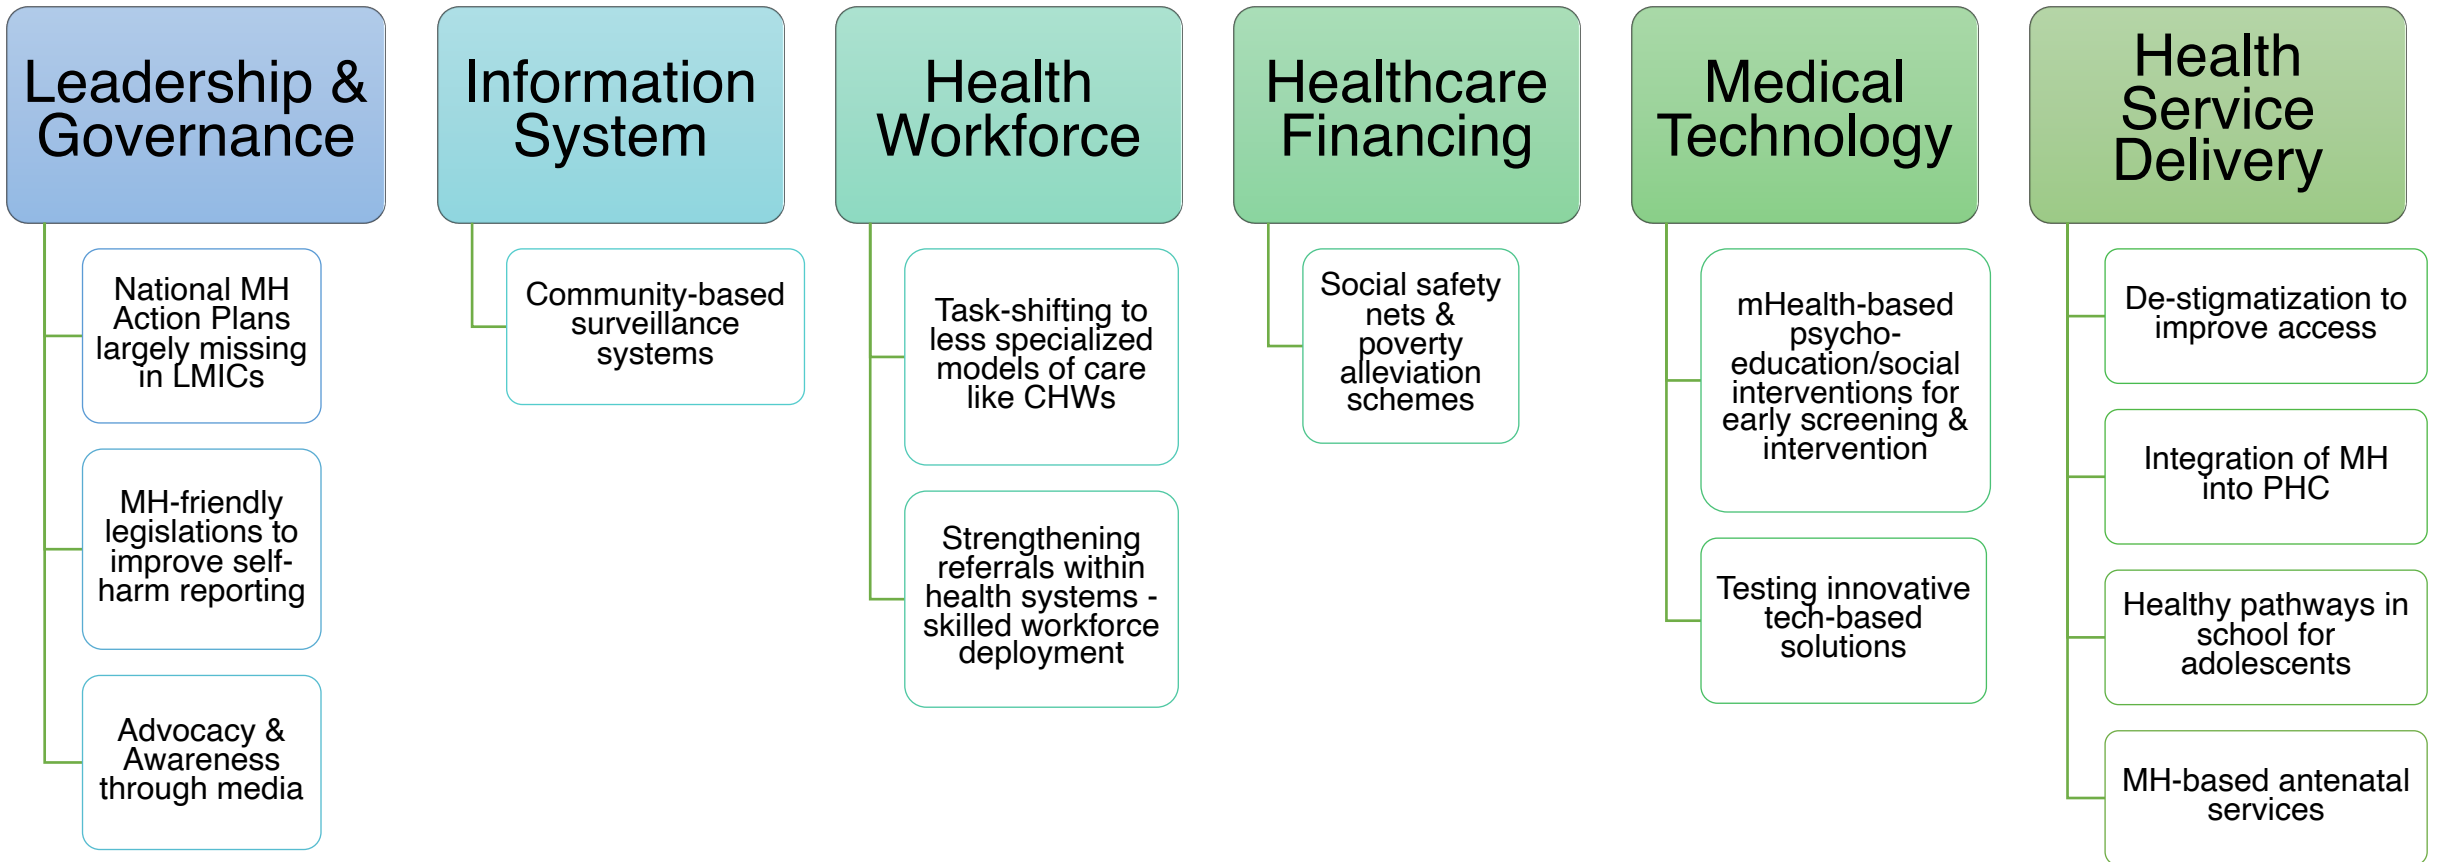 Leadership &
Governance
National MH
Action Plans
largely missing
in LMICs
MH-friendly
legislations to
improve self-
harm reporting
Advocacy &
Awareness
through media
Information
System
Community-based
surveillance
systems
Health
Workforce
Task-shifting to
less specialized
models of care
like CHWs
Strengthening
referrals within
health systems -
skilled workforce
deployment
Healthcare
Financing
Social safety
nets &
poverty
alleviation
schemes
Medical
Technology
mHealth-based
psycho-
education/social
interventions for
early screening &
intervention
Testing innovative
tech-based
solutions
Health
Service
Delivery
De-stigmatization to
improve access
Integration of MH
into PHC
Healthy pathways in
school for
adolescents
MH-based antenatal
services